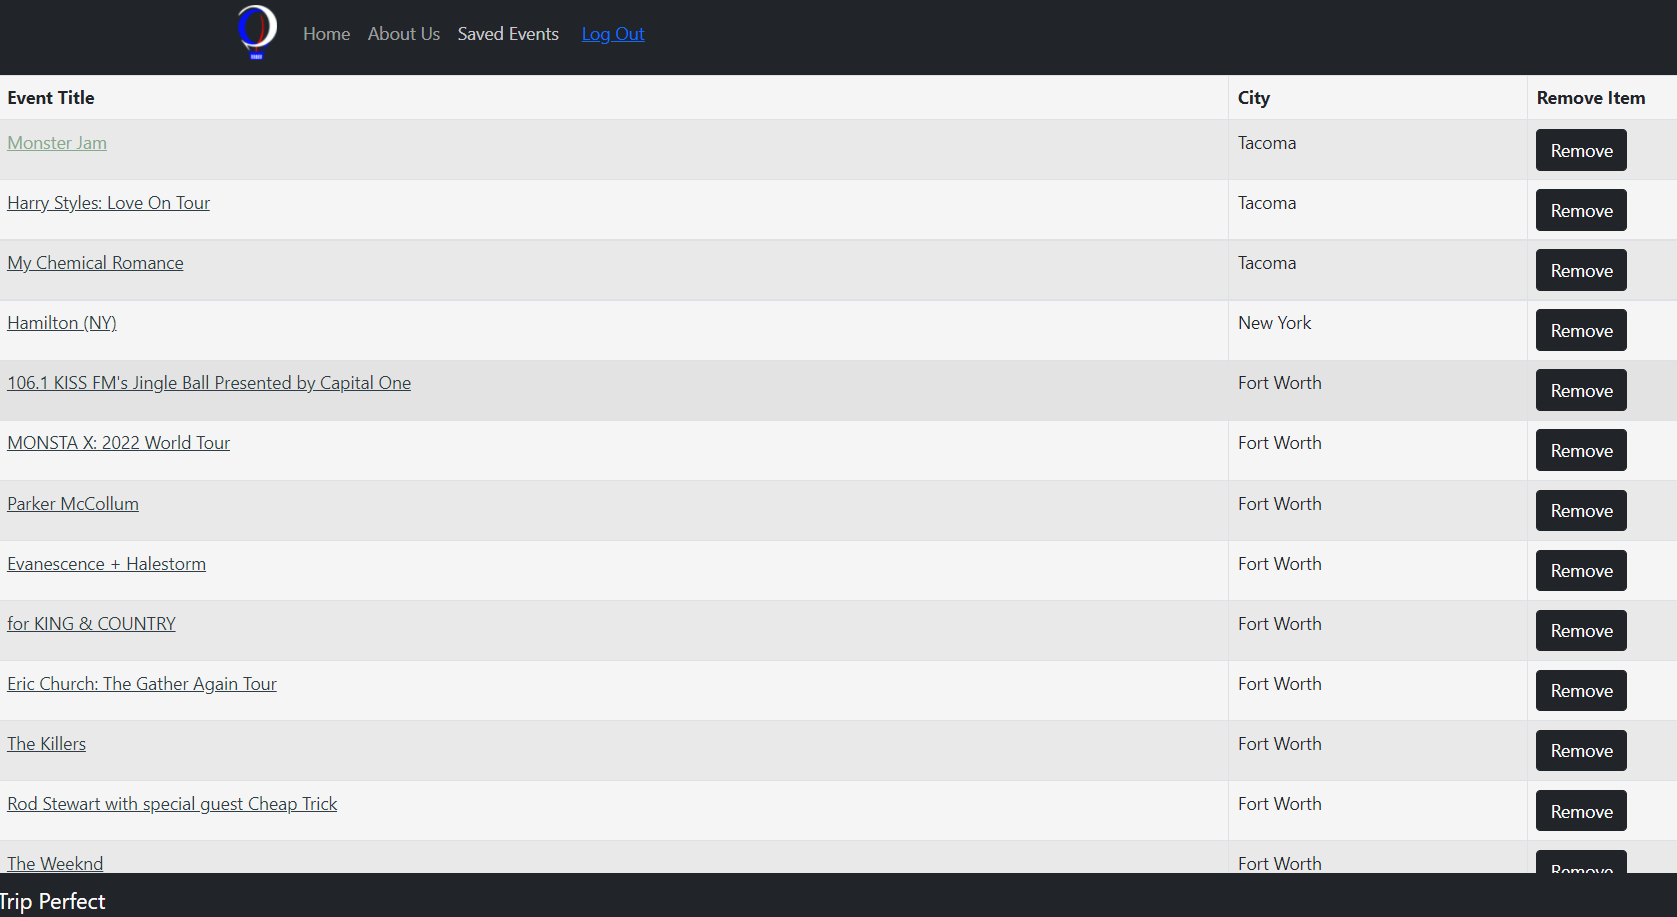 Home About Us Saved Events Log Out
Event Title City Remove Item
Monster Jam Tacoma Remove
Harry Styles: Love On Tour Tacoma Remove
My Chemical Romance Tacoma Remove
Hamilton (NY) New York Remove
106.1 KISS FM's Jingle Ball Presented by Capital One Fort Worth Remove
MONSTA X: 2022 World Tour Fort Worth Remove
Parker McCollum Fort Worth Remove
Evanescence + Halestorm Fort Worth Remove
for KING & COUNTRY Fort Worth Remove
Eric Church: The Gather Again Tour Fort Worth Remove
The Killers Fort Worth Remove
Rod Stewart with special guest Cheap Trick Fort Worth Remove
The Weeknd Fort Worth Remove
Trip Perfect